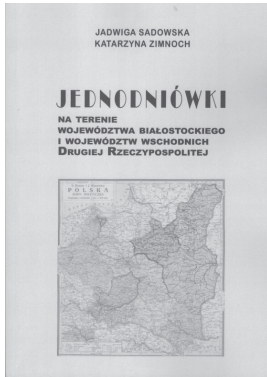 JADWIGA SADOWSKA
KATARZYNA ZIMNOCH
JEDNODNIÓWKI
NA TERENIE
WOJEWÓDZTWA BIAŁOSTOCKIEGO
I WOJEWÓDZTW WSCHODNICH
DRUGIEJ RZECZYPOSPOLITEJ
POLSKA